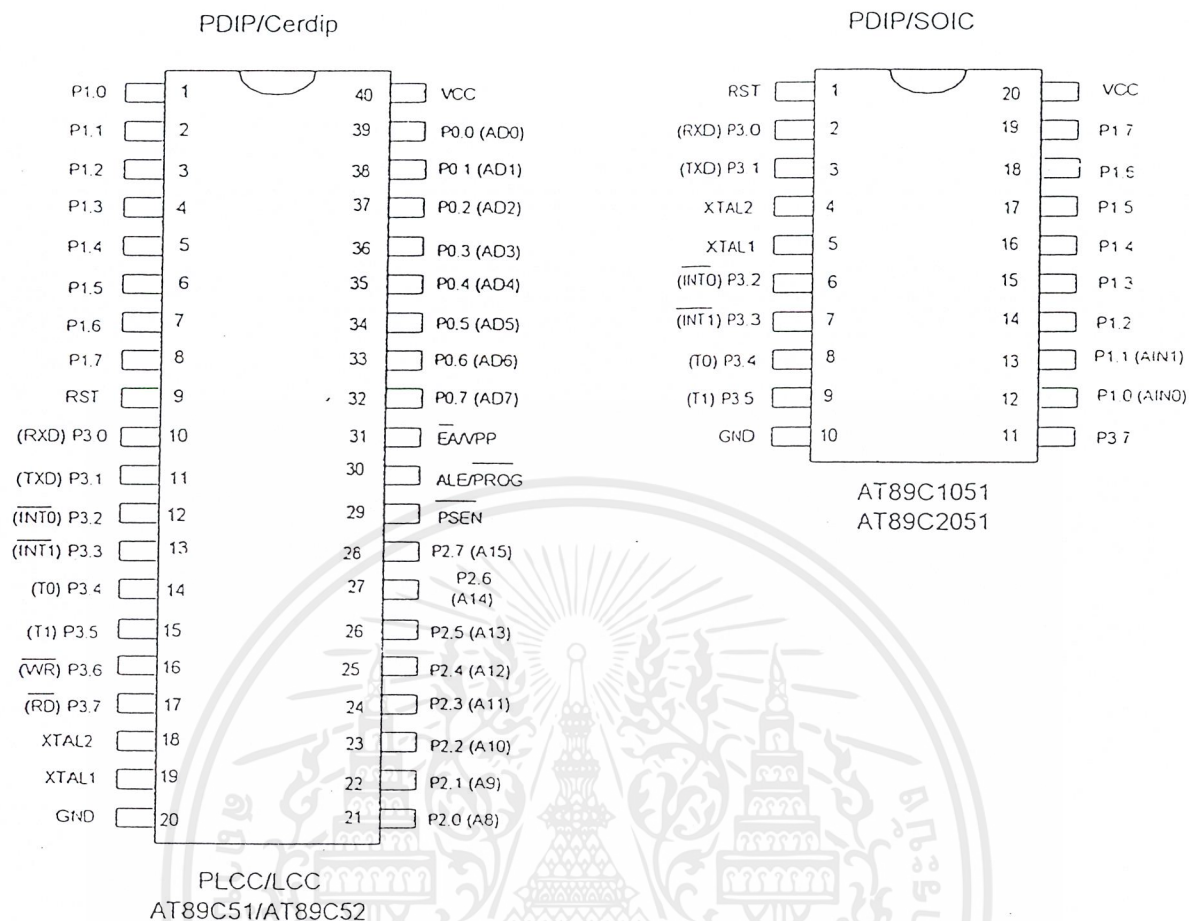 PDIP/Cerdip
P1.0 1 40 VCC
P1.1 2 39 P0.0 (AD0)
P1.2 3 38 P0.1 (AD1)
P1.3 4 37 P0.2 (AD2)
P1.4 5 36 P0.3 (AD3)
P1.5 6 35 P0.4 (AD4)
P1.6 7 34 P0.5 (AD5)
P1.7 8 33 P0.6 (AD6)
RST 9 32 P0.7 (AD7)
(RXD) P3.0 10 31 EA/VPP
(TXD) P3.1 11 30 ALE/PROG
(INT0) P3.2 12 29 PSEN
(INT1) P3.3 13 28 P2.7 (A15)
(T0) P3.4 14 27 P2.6
(A14)
(T1) P3.5 15 26 P2.5 (A13)
(WR) P3.6 16 25 P2.4 (A12)
(RD) P3.7 17 24 P2.3 (A11)
XTAL2 18 23 P2.2 (A10)
XTAL1 19 22 P2.1 (A9)
GND 20 21 P2.0 (A8)
PLCC/LCC
AT89C51/AT89C52
PDIP/SOIC
RST 1 20 VCC
(RXD) P3.0 2 19 P1.7
(TXD) P3.1 3 18 P1.6
XTAL2 4 17 P1.5
XTAL1 5 16 P1.4
(INT0) P3.2 6 15 P1.3
(INT1) P3.3 7 14 P1.2
(T0) P3.4 8 13 P1.1 (AIN1)
(T1) P3.5 9 12 P1.0 (AIN0)
GND 10 11 P3.7
AT89C1051
AT89C2051